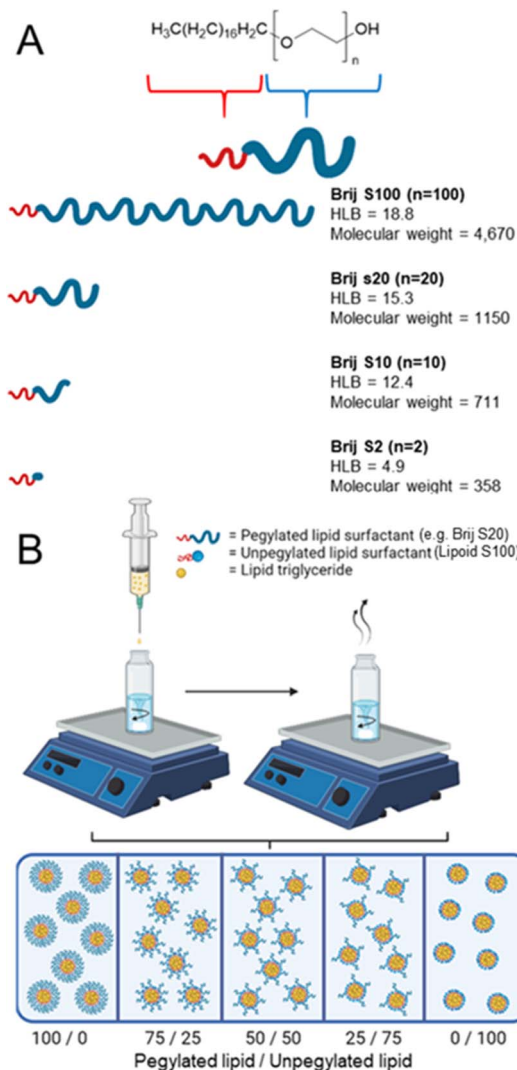 A
H₃C(H₂C)₁₆H₂C
O
OH
n
Brij S100 (n=100)
HLB = 18.8
Molecular weight = 4,670
Brij s20 (n=20)
HLB = 15.3
Molecular weight = 1150
Brij S10 (n=10)
HLB = 12.4
Molecular weight = 711
Brij S2 (n=2)
HLB = 4.9
Molecular weight = 358
B
= Pegylated lipid surfactant (e.g. Brij S20)
= Unpegylated lipid surfactant (Lipoid S100)
= Lipid triglyceride
100 / 0 75 / 25 50 / 50 25 / 75 0 / 100
Pegylated lipid / Unpegylated lipid